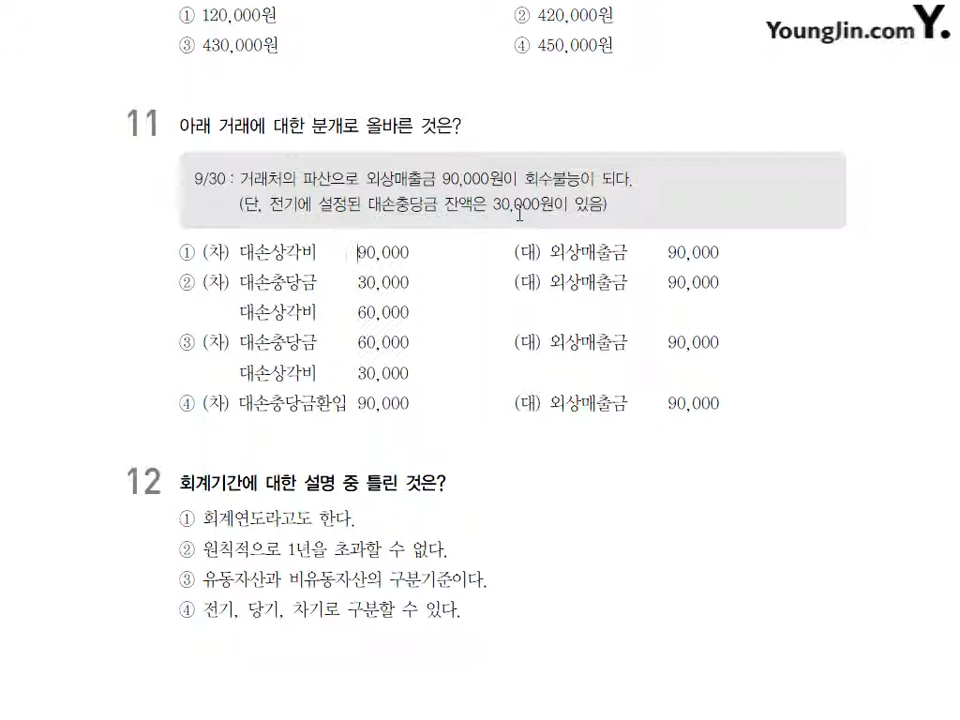 ① 120,000원 ② 420,000원
YoungJin.com Y.
③ 430,000원 ④ 450,000원
11 아래 거래에 대한 분개로 올바른 것은?
9/30 : 거래처의 파산으로 외상매출금 90,000원이 회수불능이 되다.
(단, 전기에 설정된 대손충당금 잔액은 30,000원이 있음)
① (차) 대손상각비 90,000 (대) 외상매출금 90,000
② (차) 대손충당금 30,000 (대) 외상매출금 90,000
대손상각비 60,000
③ (차) 대손충당금 60,000 (대) 외상매출금 90,000
대손상각비 30,000
④ (차) 대손충당금환입 90,000 (대) 외상매출금 90,000
12 회계기간에 대한 설명 중 틀린 것은?
① 회계연도라고도 한다.
② 원칙적으로 1년을 초과할 수 없다.
③ 유동자산과 비유동자산의 구분기준이다.
④ 전기, 당기, 차기로 구분할 수 있다.